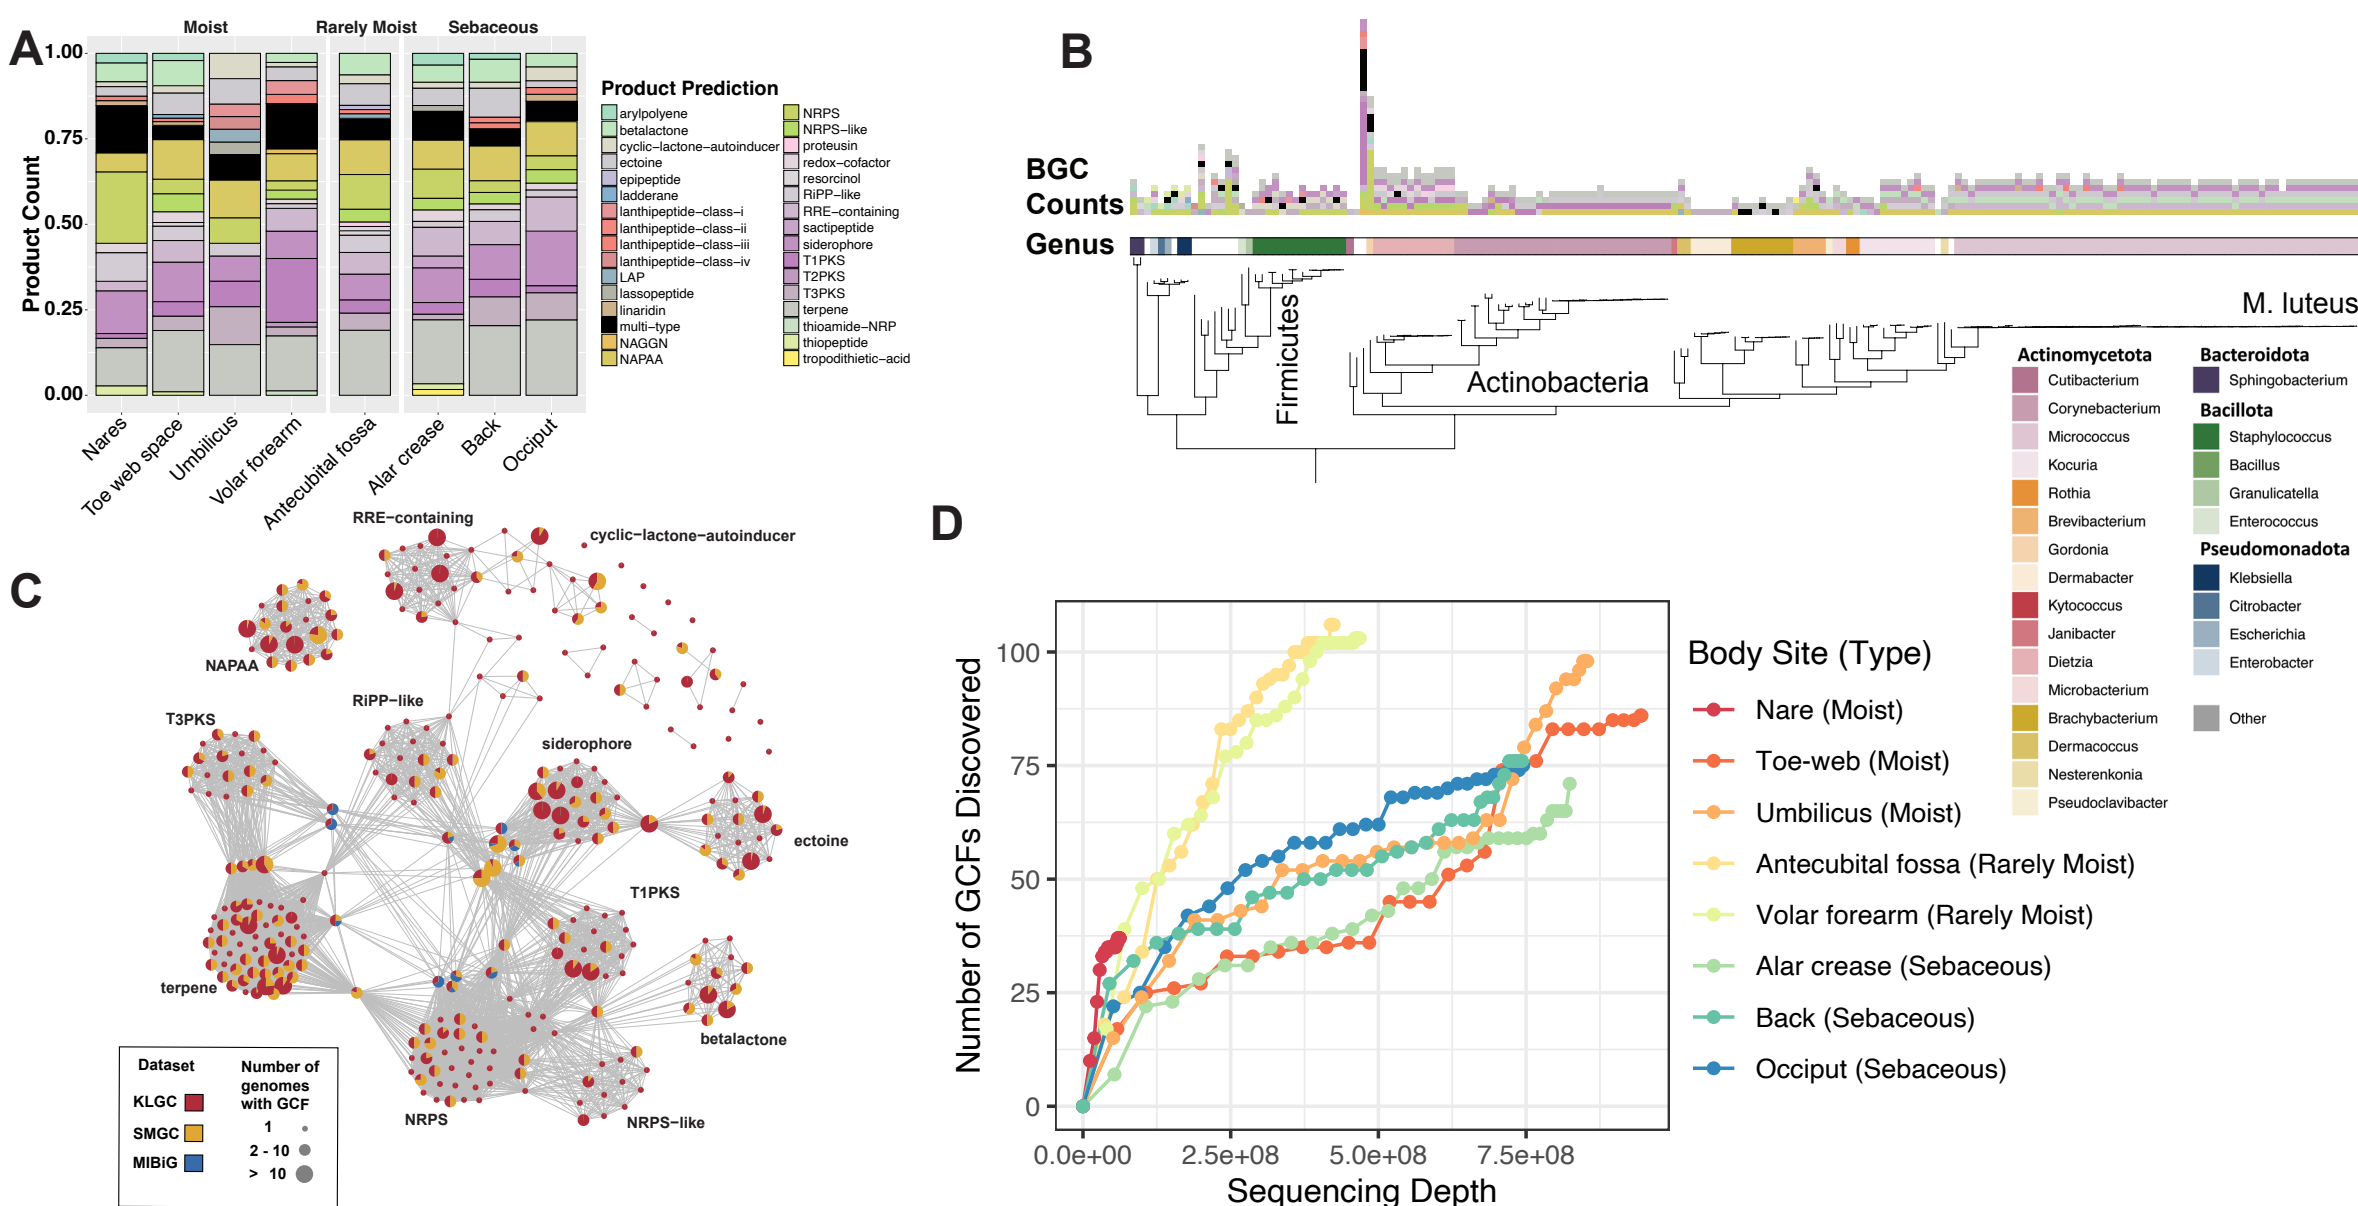 A
Moist
Rarely Moist
Sebaceous
Product Count
1.00
0.75
0.50
0.25
0.00
Nares
Toe web space
Umbilicus
Volar forearm
Antecubital fossa
Alar crease
Back
Occiput
Product Prediction
arylpolyene
betalactone
cyclic−lactone−autoinducer
ectoine
epipeptide
ladderane
lanthipeptide−class−i
lanthipeptide−class−ii
lanthipeptide−class−iii
lanthipeptide−class−iv
LAP
lassopeptide
linaridin
multi−type
NAGGN
NAPAA
NRPS
NRPS−like
proteusin
redox−cofactor
resorcinol
RiPP−like
RRE−containing
sactipeptide
siderophore
T1PKS
T2PKS
T3PKS
terpene
thioamide−NRP
thiopeptide
tropodithietic−acid
B
BGC
Counts
Genus
Firmicutes
Actinobacteria
M. luteus
Actinomycetota
Cutibacterium
Corynebacterium
Micrococcus
Kocuria
Rothia
Brevibacterium
Gordonia
Dermabacter
Kytococcus
Janibacter
Dietzia
Microbacterium
Brachybacterium
Dermacoccus
Nesterenkonia
Pseudoclavibacter
Bacteroidota
Sphingobacterium
Bacillota
Staphylococcus
Bacillus
Granulicatella
Enterococcus
Pseudomonadota
Klebsiella
Citrobacter
Escherichia
Enterobacter
Other
C
RRE−containing
cyclic−lactone−autoinducer
NAPAA
RiPP−like
T3PKS
siderophore
ectoine
T1PKS
terpene
betalactone
NRPS
NRPS−like
Dataset
KLGC
SMGC
MIBiG
Number of
genomes
with GCF
1
2 - 10
> 10
D
Number of GCFs Discovered
100
75
50
25
0
0.0e+00
2.5e+08
5.0e+08
7.5e+08
Sequencing Depth
Body Site (Type)
Nare (Moist)
Toe−web (Moist)
Umbilicus (Moist)
Antecubital fossa (Rarely Moist)
Volar forearm (Rarely Moist)
Alar crease (Sebaceous)
Back (Sebaceous)
Occiput (Sebaceous)